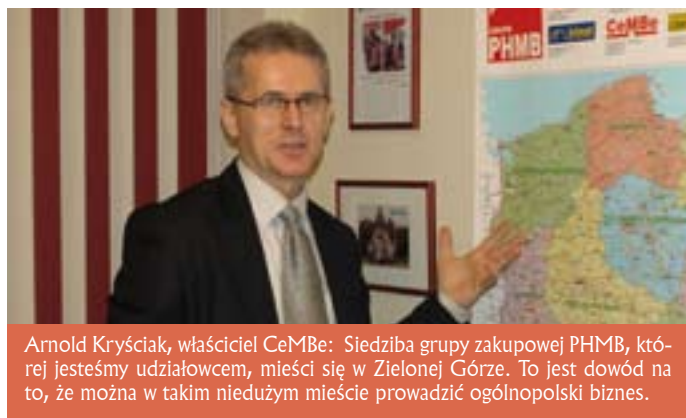 PHMB
CeMBe
Arnold Kryściak, właściciel CeMBe: Siedziba grupy zakupowej PHMB, któ-
rej jesteśmy udziałowcem, mieści się w Zielonej Górze. To jest dowód na
to, że można w takim niedużym mieście prowadzić ogólnopolski biznes.